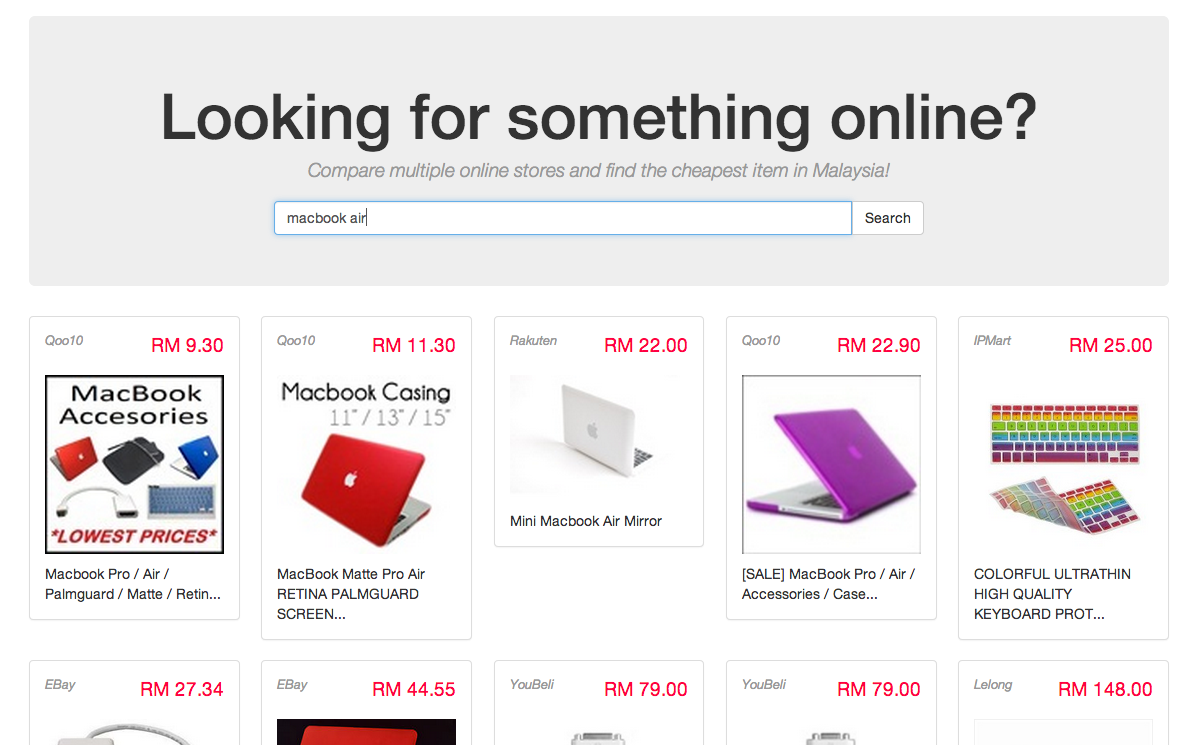 Looking for something online?
Compare multiple online stores and find the cheapest item in Malaysia!
macbook air
Search
Qoo10
RM 9.30
MacBook
Accesories
*LOWEST PRICES*
Macbook Pro / Air /
Palmguard / Matte / Retin...
Qoo10
RM 11.30
Macbook Casing
11" / 13" / 15"
MacBook Matte Pro Air
RETINA PALMGUARD
SCREEN...
Rakuten
RM 22.00
Mini Macbook Air Mirror
Qoo10
RM 22.90
[SALE] MacBook Pro / Air /
Accessories / Case...
IPMart
RM 25.00
COLORFUL ULTRATHIN
HIGH QUALITY
KEYBOARD PROT...
EBay
RM 27.34
EBay
RM 44.55
YouBeli
RM 79.00
YouBeli
RM 79.00
Lelong
RM 148.00